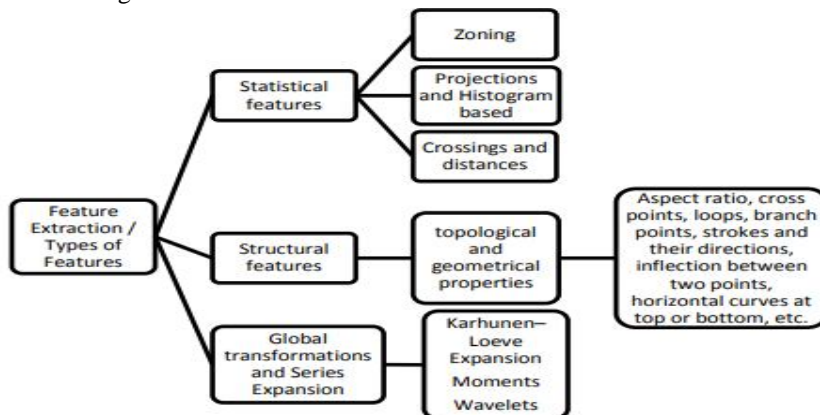 Zoning
Statistical
features
Projections
and Histogram
based
Crossings and
distances
Feature
Extraction /
Types of
Features
Structural
features
topological
and
geometrical
properties
Aspect ratio, cross
points, loops, branch
points, strokes and
their directions,
inflection between
two points,
horizontal curves at
top or bottom, etc.
Global
transformations
and Series
Expansion
Karhunen–
Loeve
Expansion
Moments
Wavelets